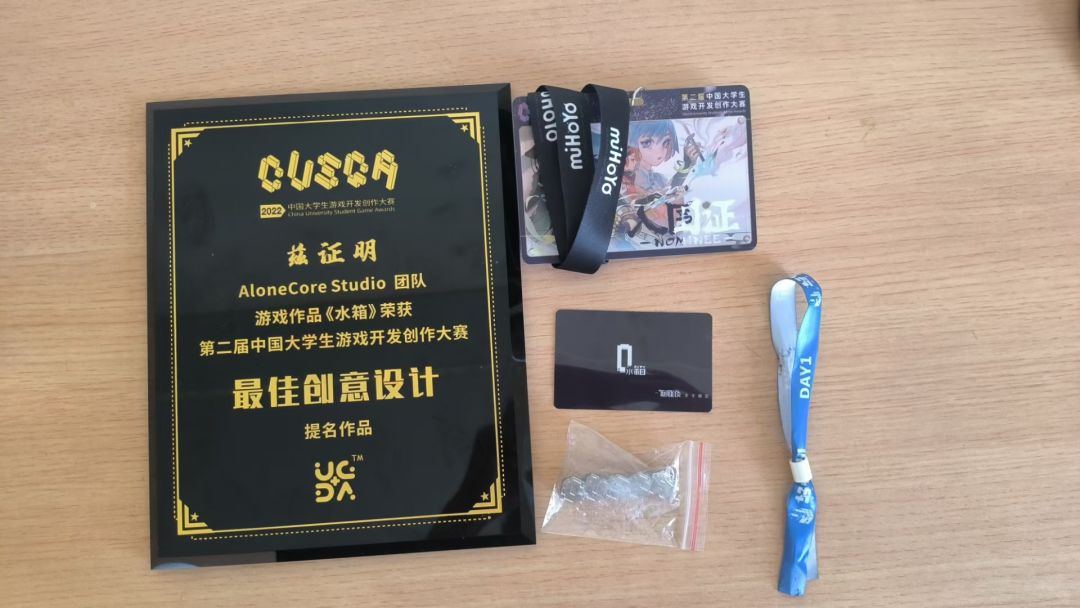 CUSGA
2022 中国大学生游戏开发创作大赛
China University Student Game Awards
兹证明
AloneCore Studio 团队
游戏作品《水箱》荣获
第二届中国大学生游戏开发创作大赛
最佳创意设计
提名作品
UCDA™
miHoYo
miHoYo
miHoYo
第二届中国大学生
游戏开发创作大赛
证
NOMINEE
水箱
DAY1